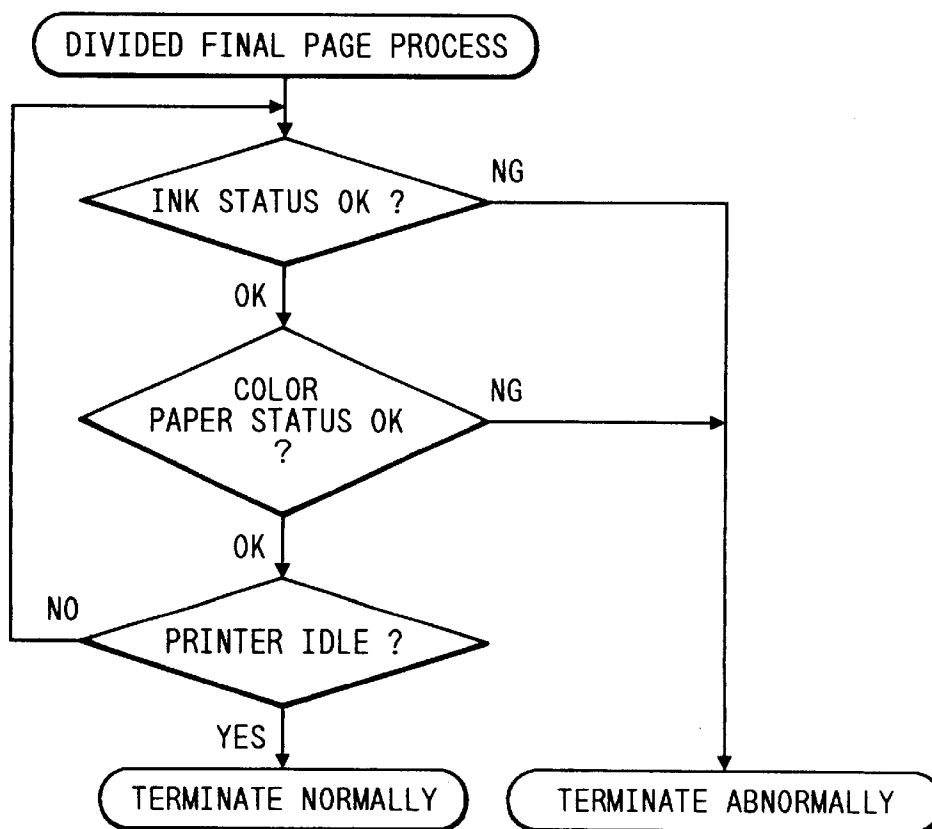 DIVIDED FINAL PAGE PROCESS
INK STATUS OK ?
NG
OK
COLOR
PAPER STATUS OK
?
NG
OK
NO
PRINTER IDLE ?
YES
TERMINATE NORMALLY
TERMINATE ABNORMALLY